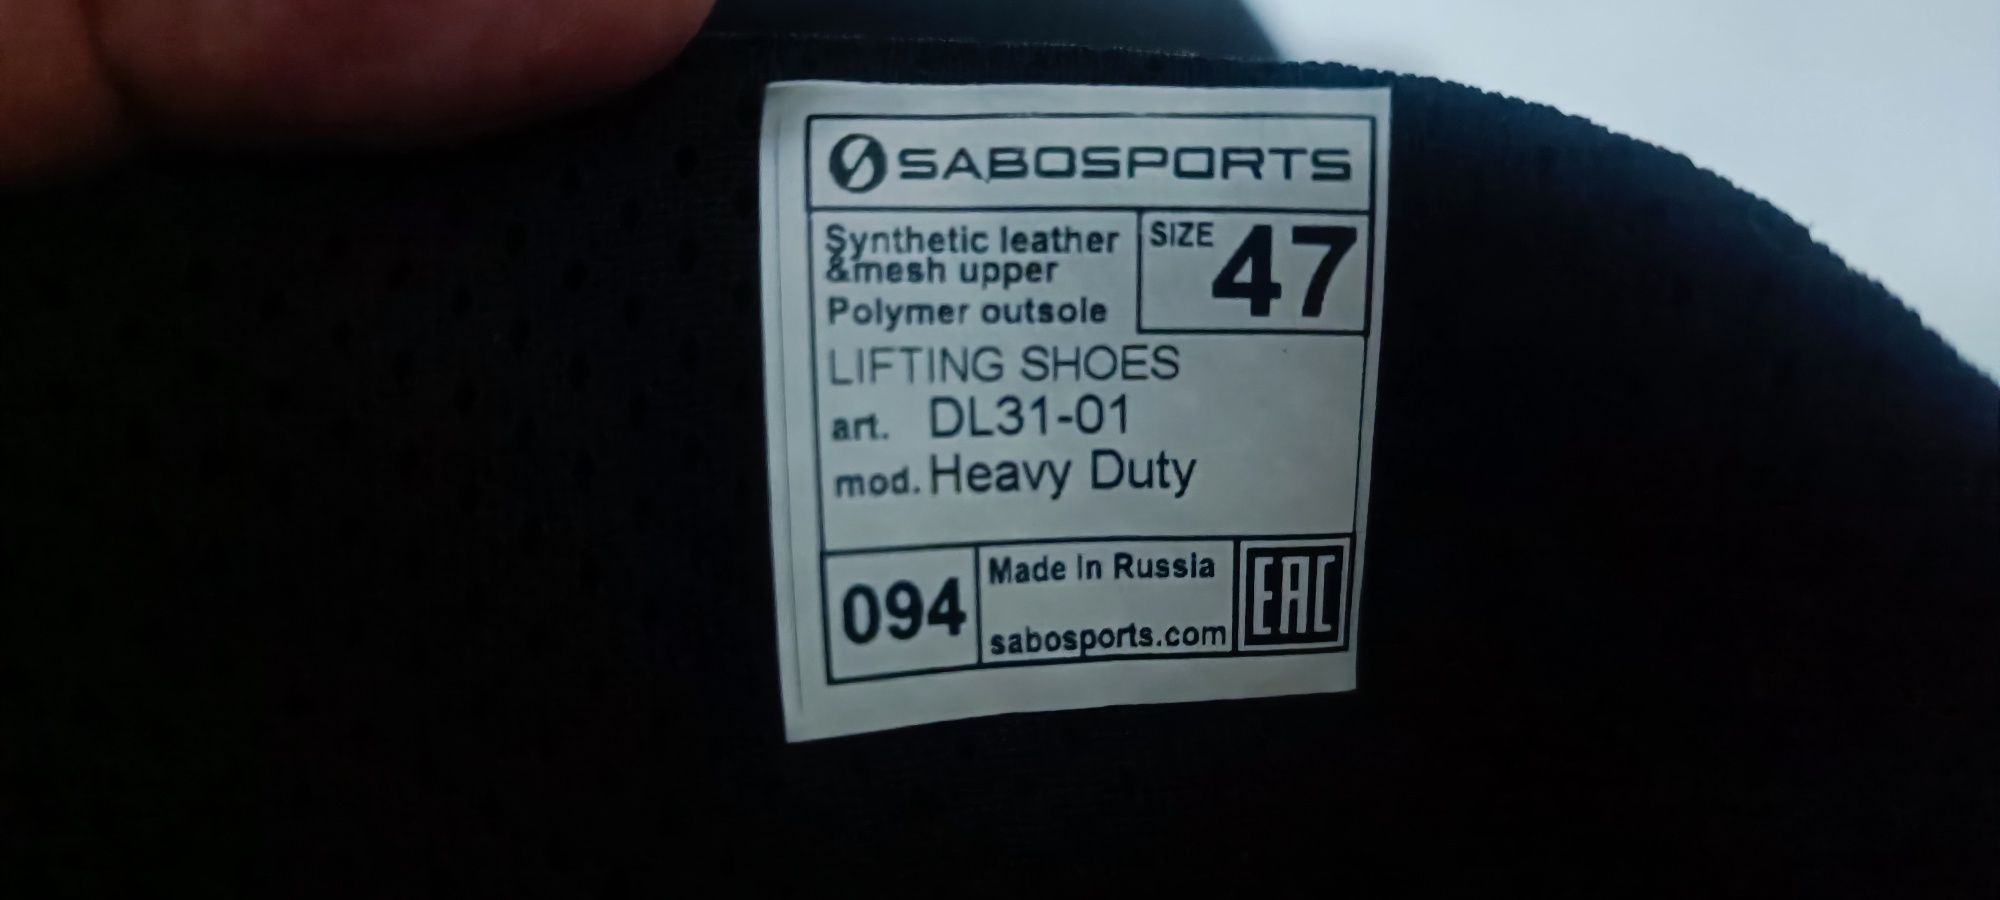 SABOSPORTS
Synthetic leather
&mesh upper
Polymer outsole
SIZE 47
LIFTING SHOES
art. DL31-01
mod. Heavy Duty
094
Made In Russia
sabosports.com
EAC